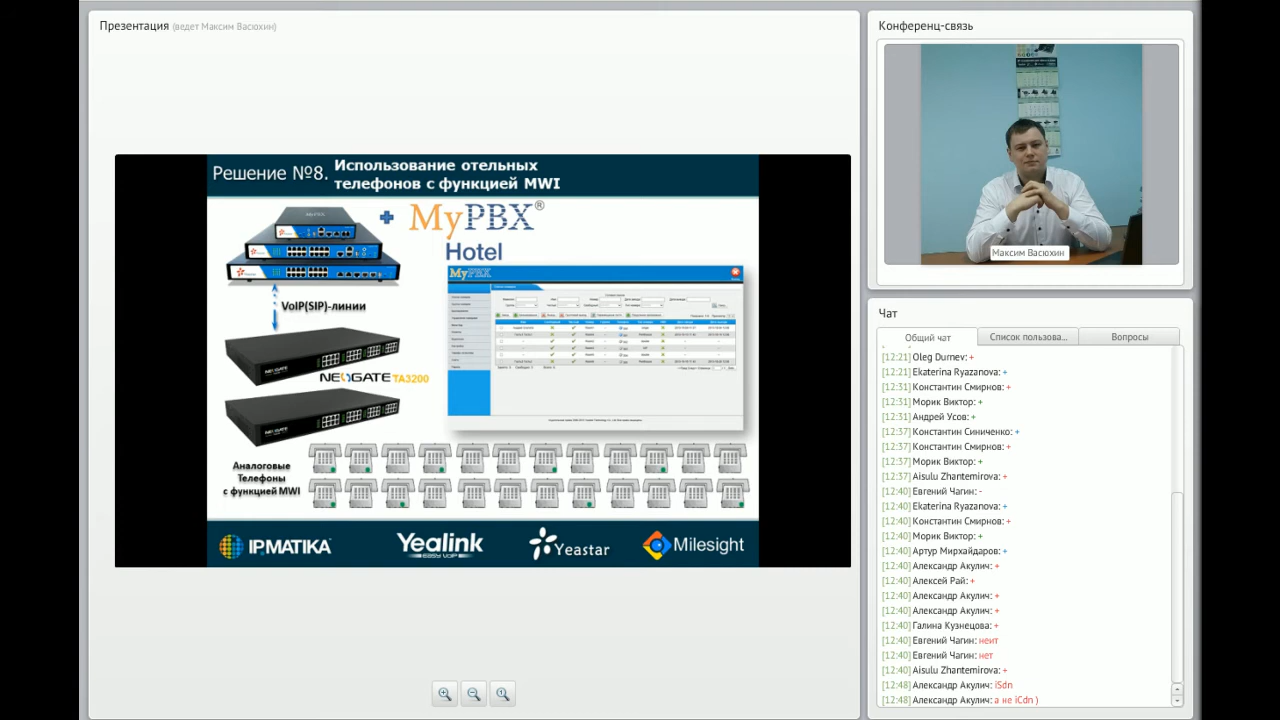 Презентация (ведет Максим Васюхин)
Решение №8.
Использование отельных
телефонов с функцией MWI
MyPBX®
Hotel
MyPBX
VoIP(SIP)-линии
NEOGATE TA3200
Аналоговые
Телефоны
с функцией MWI
IPMATIKA
Yealink
EASY VoIP
Yeastar
Milesight
Конференц-связь
Максим Васюхин
Чат
Общий чат
Список пользова...
Вопросы
[12:21] Oleg Durnev: +
[12:21] Ekaterina Ryazanova: +
[12:31] Константин Смирнов: +
[12:31] Морик Виктор: +
[12:31] Андрей Усов: +
[12:37] Константин Синиченко: +
[12:37] Константин Смирнов: +
[12:37] Морик Виктор: +
[12:37] Aisulu Zhantemirova: +
[12:40] Евгений Чагин: -
[12:40] Ekaterina Ryazanova: +
[12:40] Константин Смирнов: +
[12:40] Морик Виктор: +
[12:40] Артур Мирхайдаров: +
[12:40] Александр Акулич: +
[12:40] Алексей Рай: +
[12:40] Александр Акулич: +
[12:40] Александр Акулич: +
[12:40] Галина Кузнецова: +
[12:40] Евгений Чагин: неит
[12:40] Евгений Чагин: нет
[12:40] Aisulu Zhantemirova: +
[12:48] Александр Акулич: iSdn
[12:48] Александр Акулич: а не iCdn )